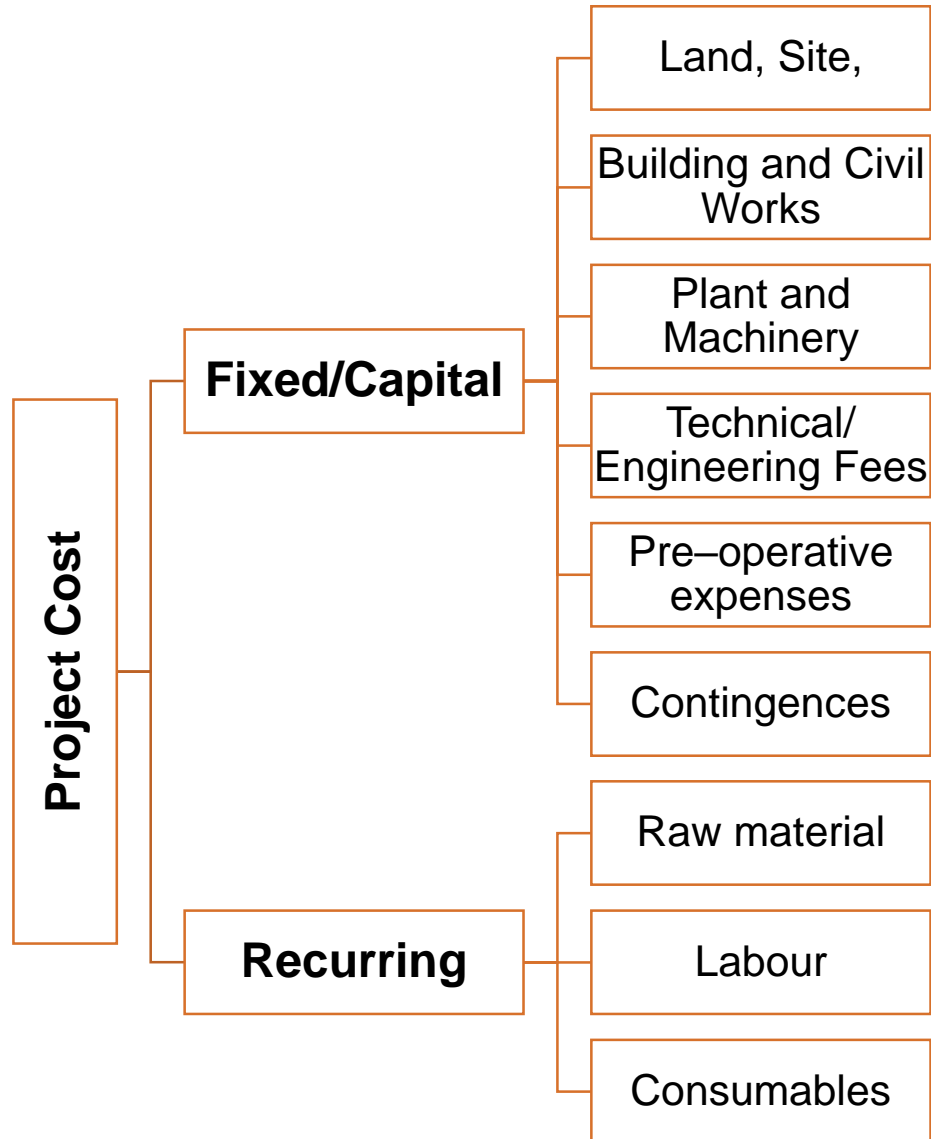 Project Cost
Fixed/Capital
Land, Site,
Building and Civil
Works
Plant and
Machinery
Technical/
Engineering Fees
Pre–operative
expenses
Contingences
Recurring
Raw material
Labour
Consumables